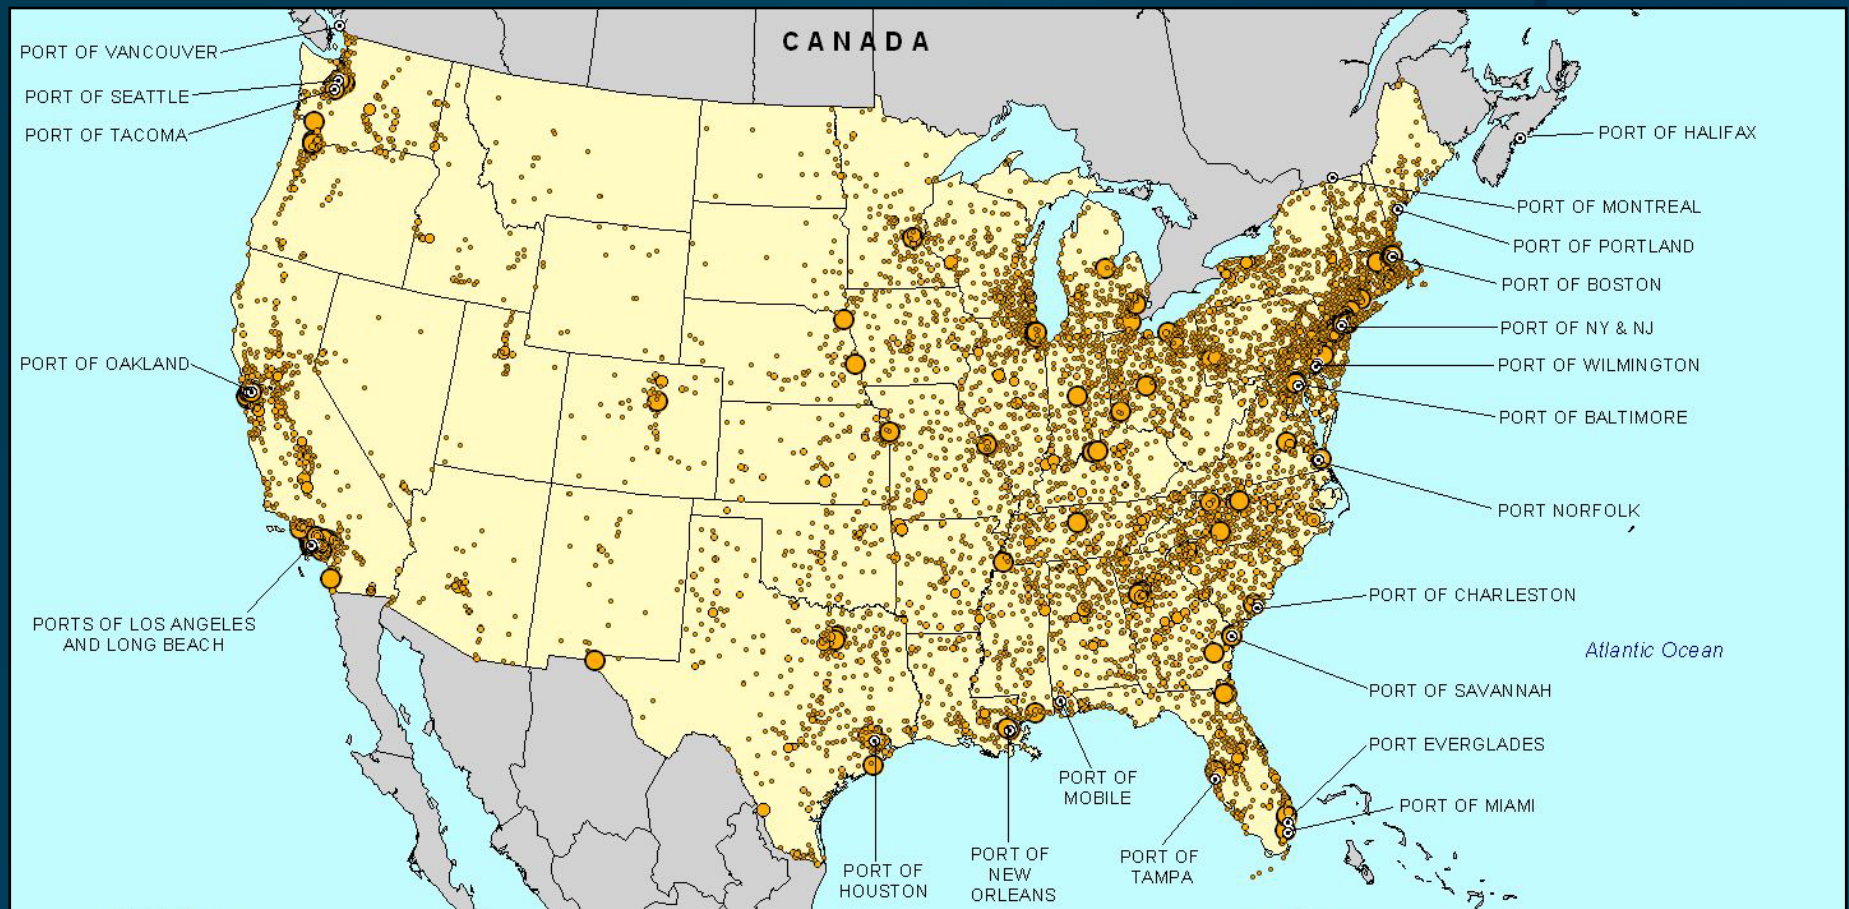 CANADA
PORT OF VANCOUVER
PORT OF SEATTLE
PORT OF TACOMA
PORT OF OAKLAND
PORTS OF LOS ANGELES
AND LONG BEACH
PORT OF HALIFAX
PORT OF MONTREAL
PORT OF PORTLAND
PORT OF BOSTON
PORT OF NY & NJ
PORT OF WILMINGTON
PORT OF BALTIMORE
PORT NORFOLK
PORT OF CHARLESTON
Atlantic Ocean
PORT OF SAVANNAH
PORT EVERGLADES
PORT OF MIAMI
PORT OF
MOBILE
PORT OF
TAMPA
PORT OF
NEW
ORLEANS
PORT OF
HOUSTON